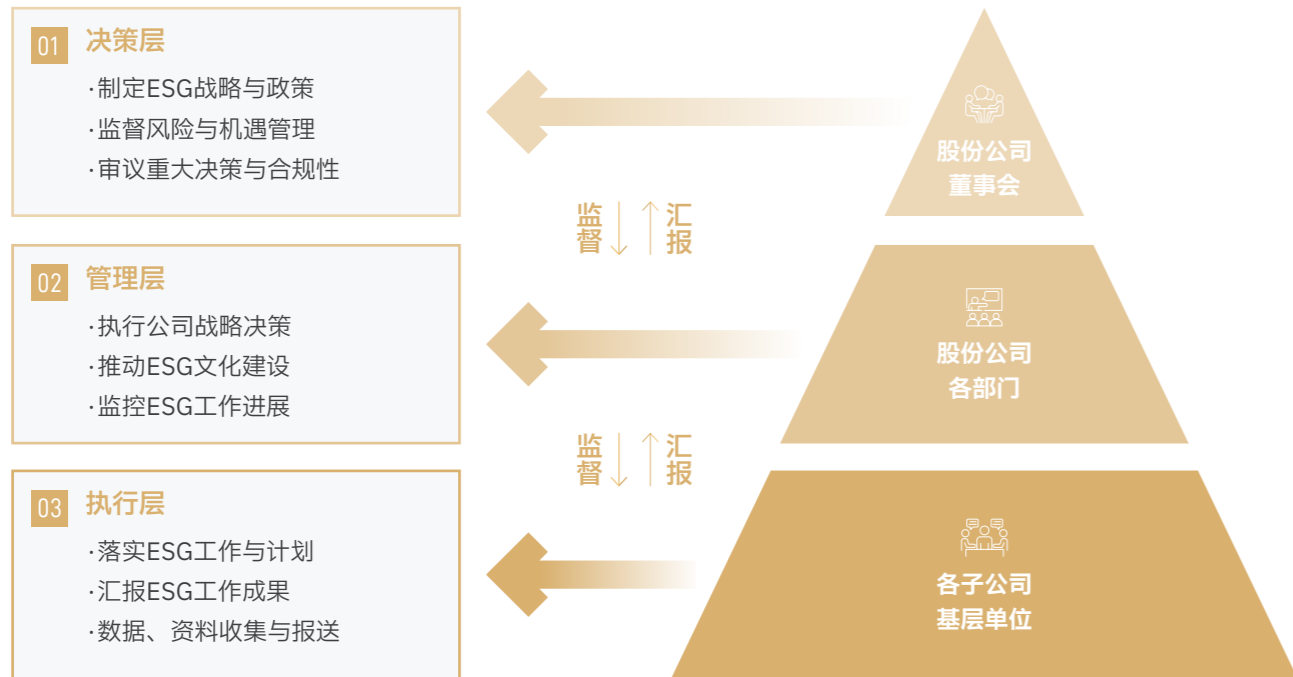 01 决策层
·制定ESG战略与政策
·监督风险与机遇管理
·审议重大决策与合规性
股份公司
董事会
监督
汇报
02 管理层
·执行公司战略决策
·推动ESG文化建设
·监控ESG工作进展
股份公司
各部门
监督
汇报
03 执行层
·落实ESG工作与计划
·汇报ESG工作成果
·数据、资料收集与报送
各子公司
基层单位